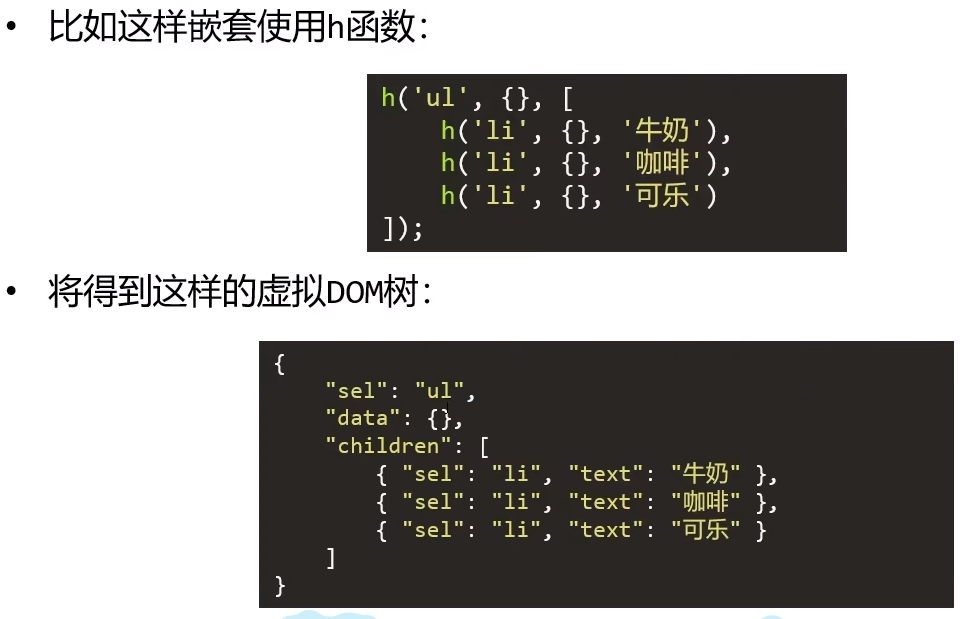 • 比如这样嵌套使用h函数：
h('ul', {}, [
    h('li', {}, '牛奶'),
    h('li', {}, '咖啡'),
    h('li', {}, '可乐')
]);
• 将得到这样的虚拟DOM树：
{
    "sel": "ul",
    "data": {},
    "children": [
        { "sel": "li", "text": "牛奶" },
        { "sel": "li", "text": "咖啡" },
        { "sel": "li", "text": "可乐" }
    ]
}